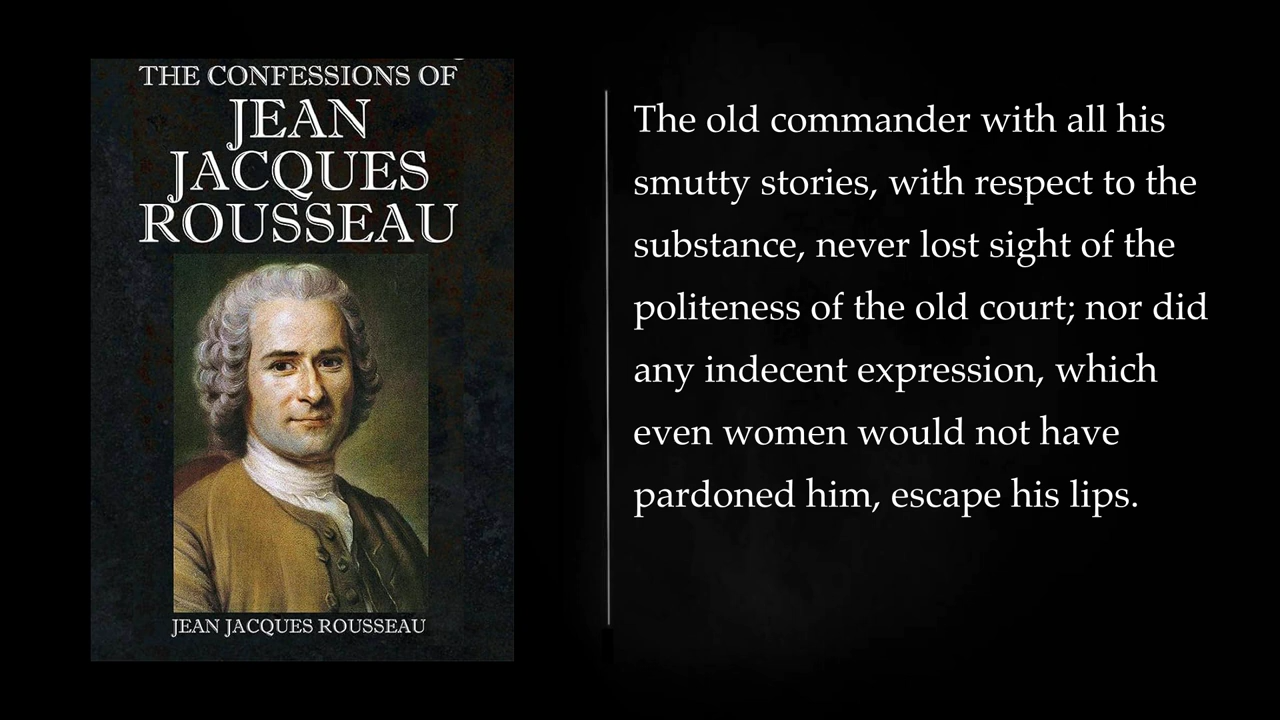 THE CONFESSIONS OF
JEAN
JACQUES
ROUSSEAU
JEAN JACQUES ROUSSEAU
The old commander with all his
smutty stories, with respect to the
substance, never lost sight of the
politeness of the old court; nor did
any indecent expression, which
even women would not have
pardoned him, escape his lips.